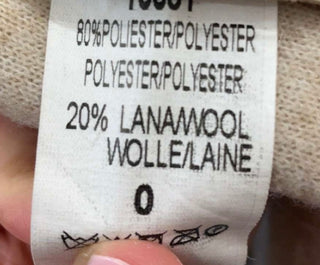 80%POLIESTER/POLYESTER
POLYESTER/POLYESTER
20% LANA/WOOL
WOLLE/LAINE
0